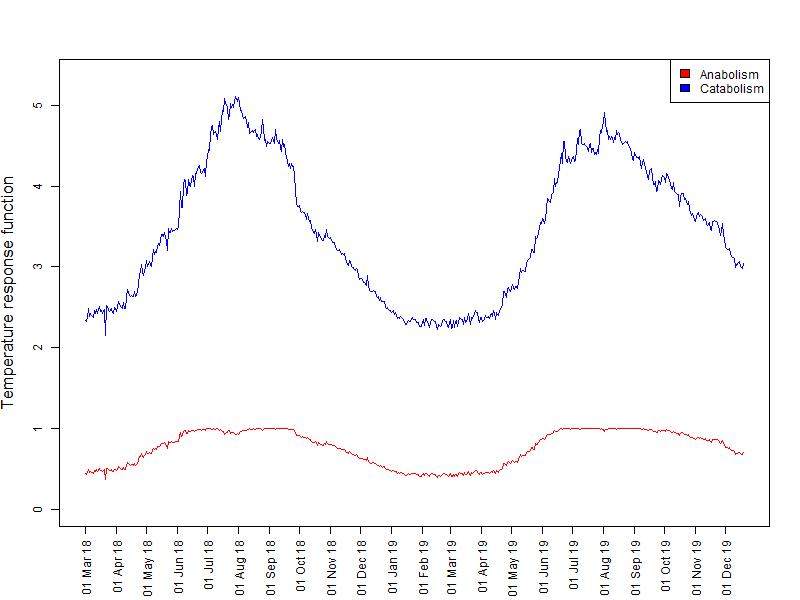 Anabolism
Catabolism
Temperature response function
5
4
3
2
1
0
01 Mar 18
01 Apr 18
01 May 18
01 Jun 18
01 Jul 18
01 Aug 18
01 Sep 18
01 Oct 18
01 Nov 18
01 Dec 18
01 Jan 19
01 Feb 19
01 Mar 19
01 Apr 19
01 May 19
01 Jun 19
01 Jul 19
01 Aug 19
01 Sep 19
01 Oct 19
01 Nov 19
01 Dec 19